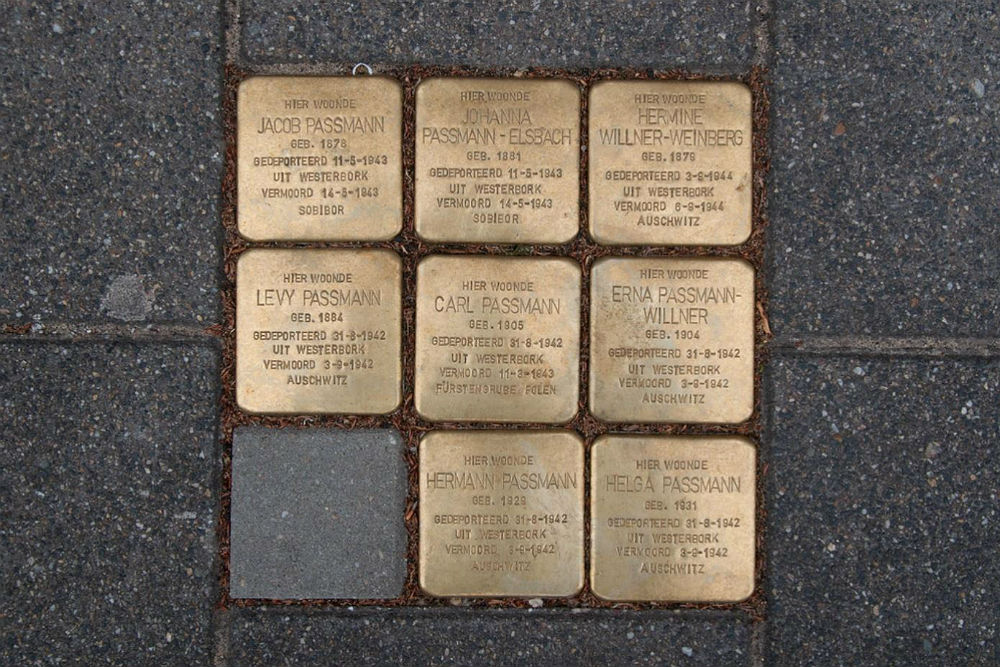 HIER WOONDE
JACOB PASSMANN
GEB. 1878
GEDEPORTEERD 11-5-1943
UIT WESTERBORK
VERMOORD 14-5-1943
SOBIBOR
HIER WOONDE
JOHANNA
PASSMANN-ELSBACH
GEB. 1881
GEDEPORTEERD 11-5-1943
UIT WESTERBORK
VERMOORD 14-5-1943
SOBIBOR
HIER WOONDE
HERMINE
WILLNER-WEINBERG
GEB. 1879
GEDEPORTEERD 3-9-1944
UIT WESTERBORK
VERMOORD 6-9-1944
AUSCHWITZ
HIER WOONDE
LEVY PASSMANN
GEB. 1884
GEDEPORTEERD 31-8-1942
UIT WESTERBORK
VERMOORD 3-9-1942
AUSCHWITZ
HIER WOONDE
CARL PASSMANN
GEB. 1905
GEDEPORTEERD 31-8-1942
UIT WESTERBORK
VERMOORD 11-3-1943
FÜRSTENGRUBE POLEN
HIER WOONDE
ERNA PASSMANN-
WILLNER
GEB. 1904
GEDEPORTEERD 31-8-1942
UIT WESTERBORK
VERMOORD 3-9-1942
AUSCHWITZ
HIER WOONDE
HERMANN PASSMANN
GEB. 1929
GEDEPORTEERD 31-8-1942
UIT WESTERBORK
VERMOORD 3-9-1942
AUSCHWITZ
HIER WOONDE
HELGA PASSMANN
GEB. 1931
GEDEPORTEERD 31-8-1942
UIT WESTERBORK
VERMOORD 3-9-1942
AUSCHWITZ